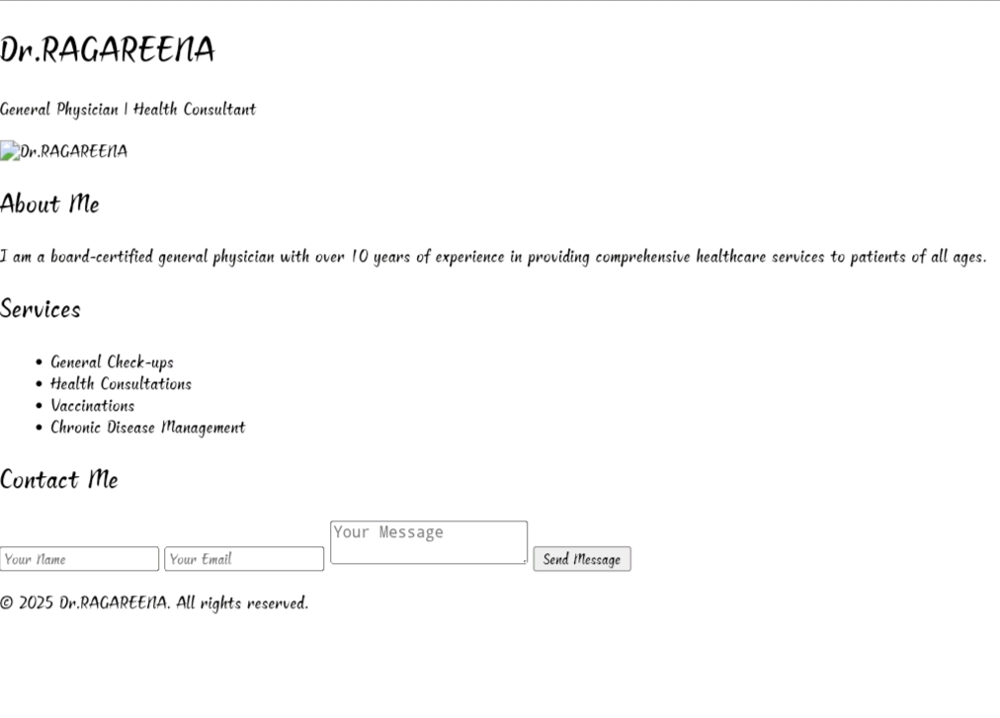 Dr.RAGAREENA
General Physician | Health Consultant
Dr.RAGAREENA
About Me
I am a board-certified general physician with over 10 years of experience in providing comprehensive healthcare services to patients of all ages.
Services
• General Check-ups
• Health Consultations
• Vaccinations
• Chronic Disease Management
Contact Me
Your Name Your Email Your Message Send Message
© 2025 Dr.RAGAREENA. All rights reserved.